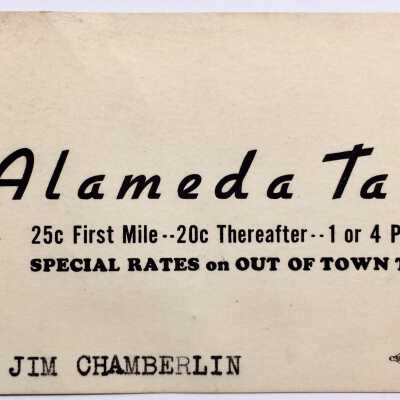 Alameda Ta
25c First Mile--20c Thereafter--1 or 4 P
SPECIAL RATES on OUT OF TOWN T
JIM CHAMBERLIN